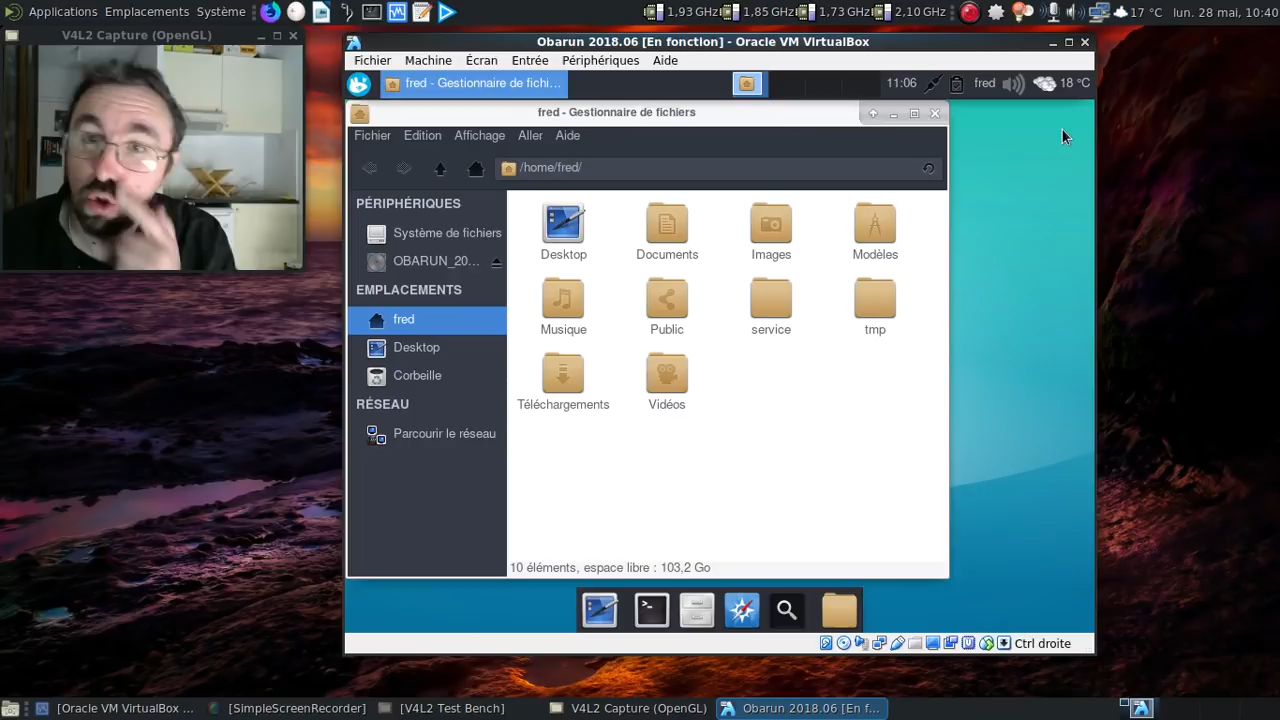 Applications Emplacements Système
1,93 GHz 1,85 GHz 1,73 GHz 2,10 GHz
17 °C lun. 28 mai, 10:40
V4L2 Capture (OpenGL)
Obarun 2018.06 [En fonction] - Oracle VM VirtualBox
Fichier Machine Écran Entrée Périphériques Aide
fred - Gestionnaire de fichi...
11:06 fred 18 °C
fred - Gestionnaire de fichiers
Fichier Edition Affichage Aller Aide
/home/fred/
PÉRIPHÉRIQUES
Système de fichiers
OBARUN_20...
EMPLACEMENTS
fred
Desktop
Corbeille
RÉSEAU
Parcourir le réseau
Desktop Documents Images Modèles
Musique Public service tmp
Téléchargements Vidéos
10 éléments, espace libre : 103,2 Go
Ctrl droite
[Oracle VM VirtualBox ... [SimpleScreenRecorder] [V4L2 Test Bench] V4L2 Capture (OpenGL) Obarun 2018.06 [En f...